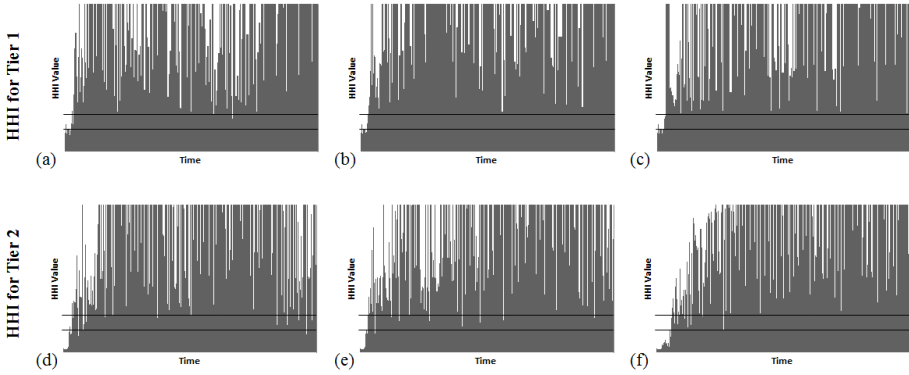 HHI for Tier 1
HHI Value
(a)
Time
HHI Value
(b)
Time
HHI Value
(c)
Time
HHI for Tier 2
HHI Value
(d)
Time
HHI Value
(e)
Time
HHI Value
(f)
Time